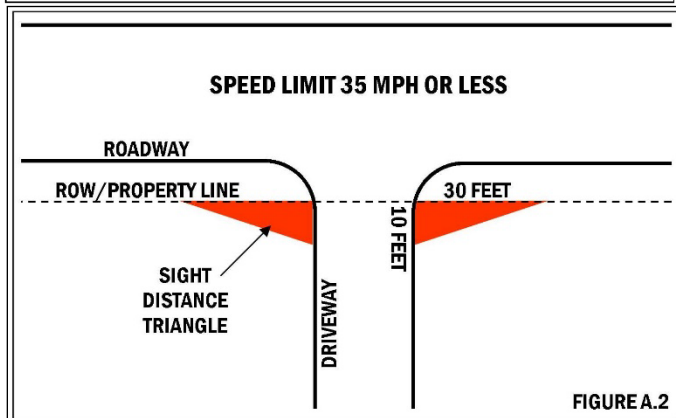 SPEED LIMIT 35 MPH OR LESS
ROADWAY
ROW/PROPERTY LINE
30 FEET
10 FEET
SIGHT
DISTANCE
TRIANGLE
DRIVEWAY
FIGURE A.2